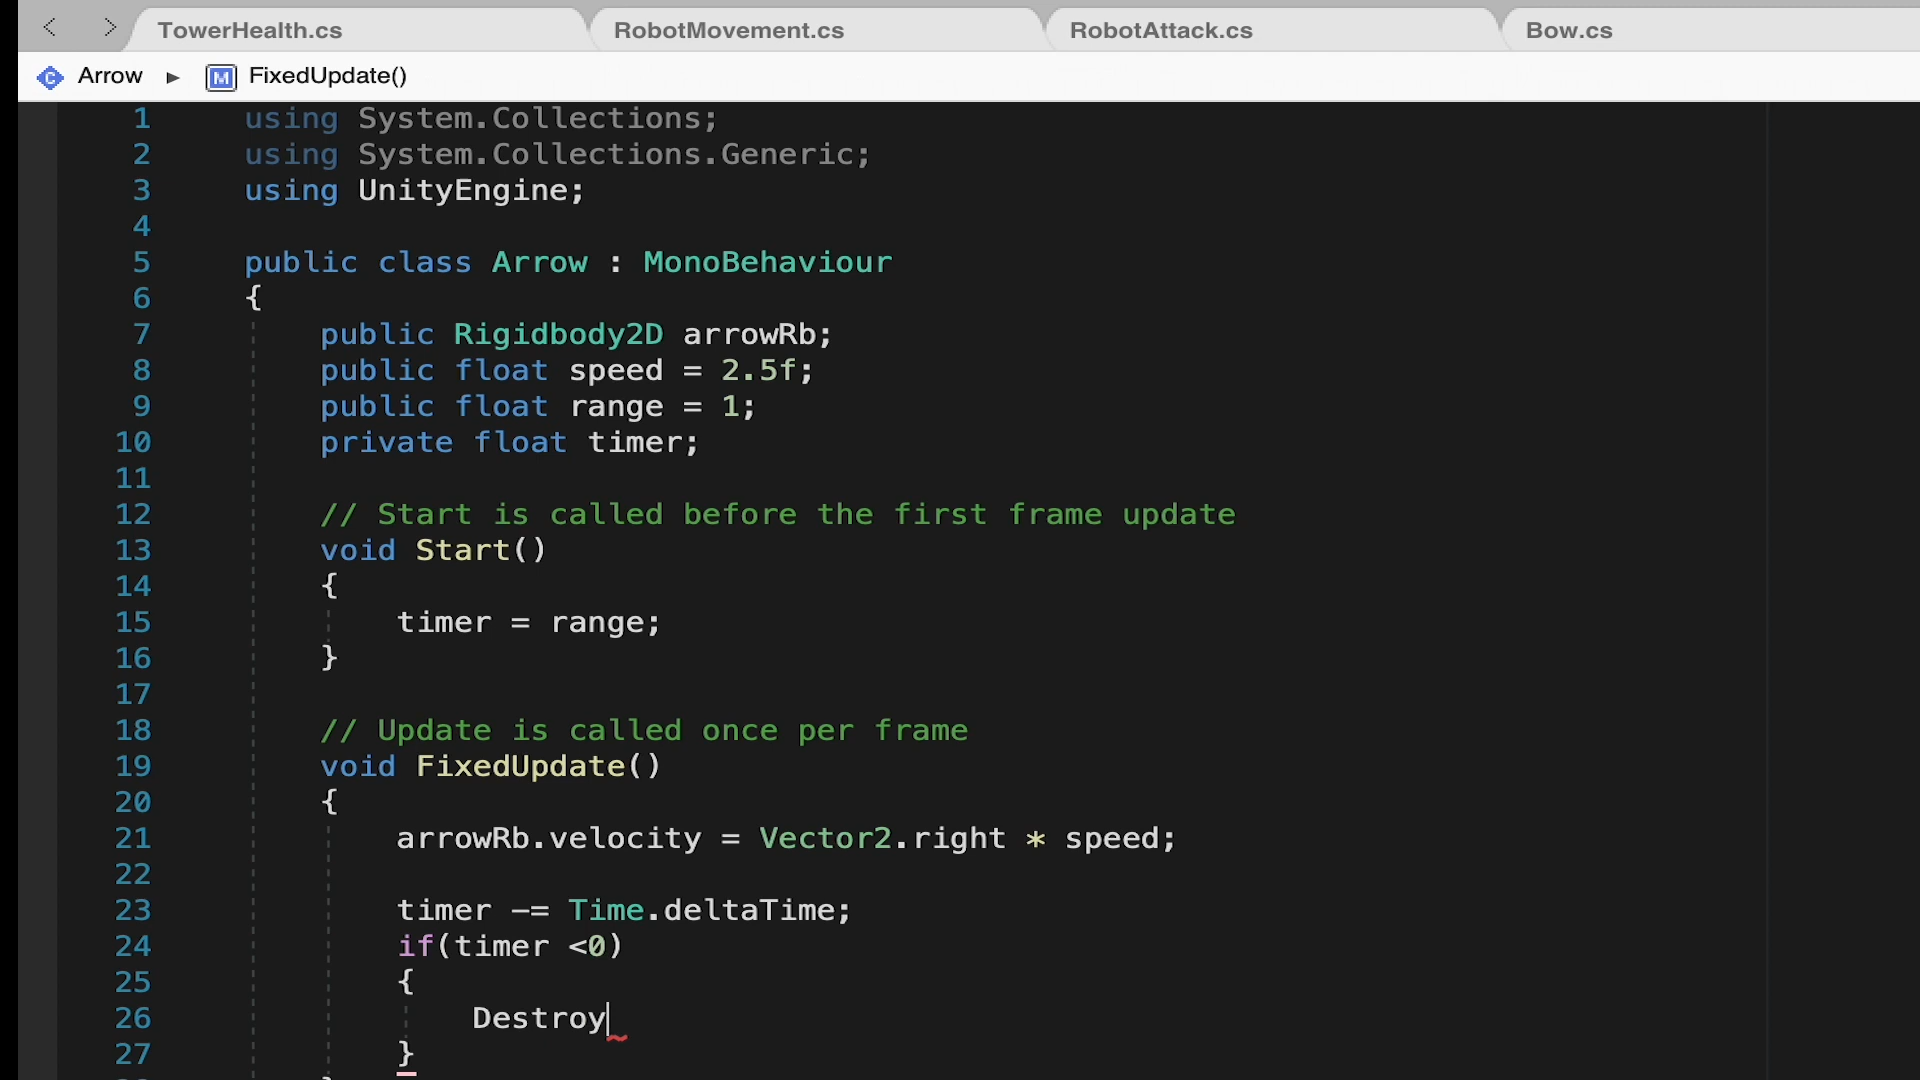 TowerHealth.cs RobotMovement.cs RobotAttack.cs Bow.cs
Arrow ▸ M FixedUpdate()
1 using System.Collections;
2 using System.Collections.Generic;
3 using UnityEngine;
4
5 public class Arrow : MonoBehaviour
6 {
7 public Rigidbody2D arrowRb;
8 public float speed = 2.5f;
9 public float range = 1;
10 private float timer;
11
12 // Start is called before the first frame update
13 void Start()
14 {
15 timer = range;
16 }
17
18 // Update is called once per frame
19 void FixedUpdate()
20 {
21 arrowRb.velocity = Vector2.right * speed;
22
23 timer -= Time.deltaTime;
24 if(timer <0)
25 {
26 Destroy
27 }